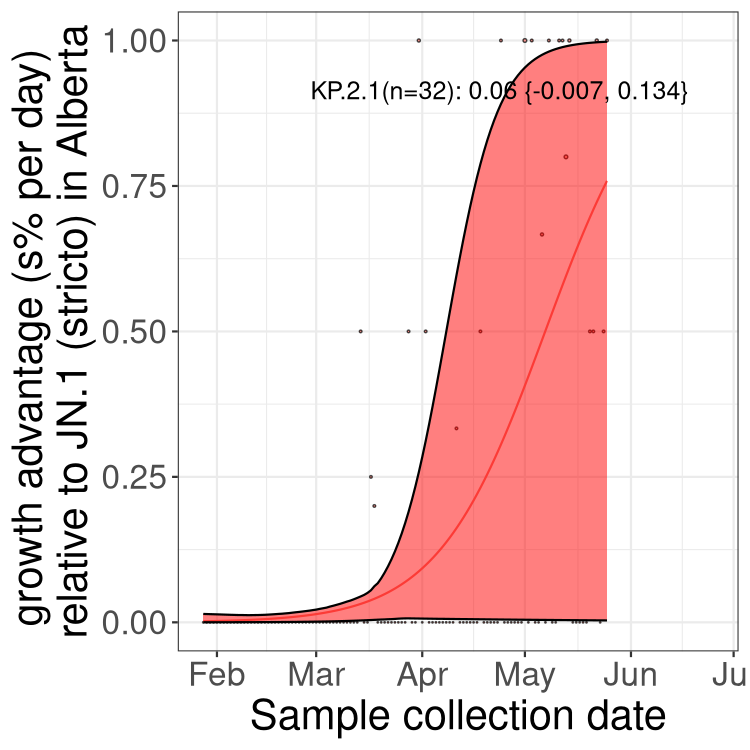 growth advantage (s% per day)
relative to JN.1 (stricto) in Alberta
1.00
0.75
0.50
0.25
0.00
KP.2.1(n=32): 0.06 {-0.007, 0.134}
Feb Mar Apr May Jun Ju
Sample collection date